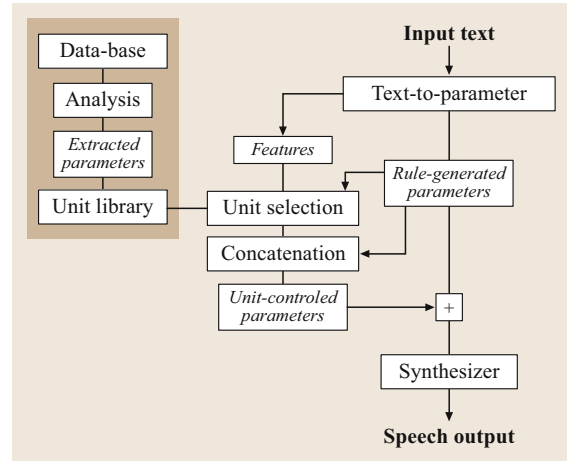 Input text
Data-base
Text-to-parameter
Analysis
Extracted
parameters
Features
Rule-generated
parameters
Unit library
Unit selection
Concatenation
Unit-controled
parameters
+
Synthesizer
Speech output